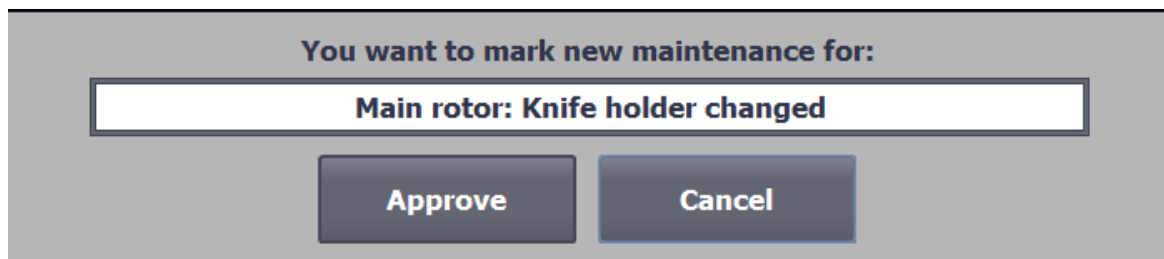 You want to mark new maintenance for:
Main rotor: Knife holder changed
Approve
Cancel